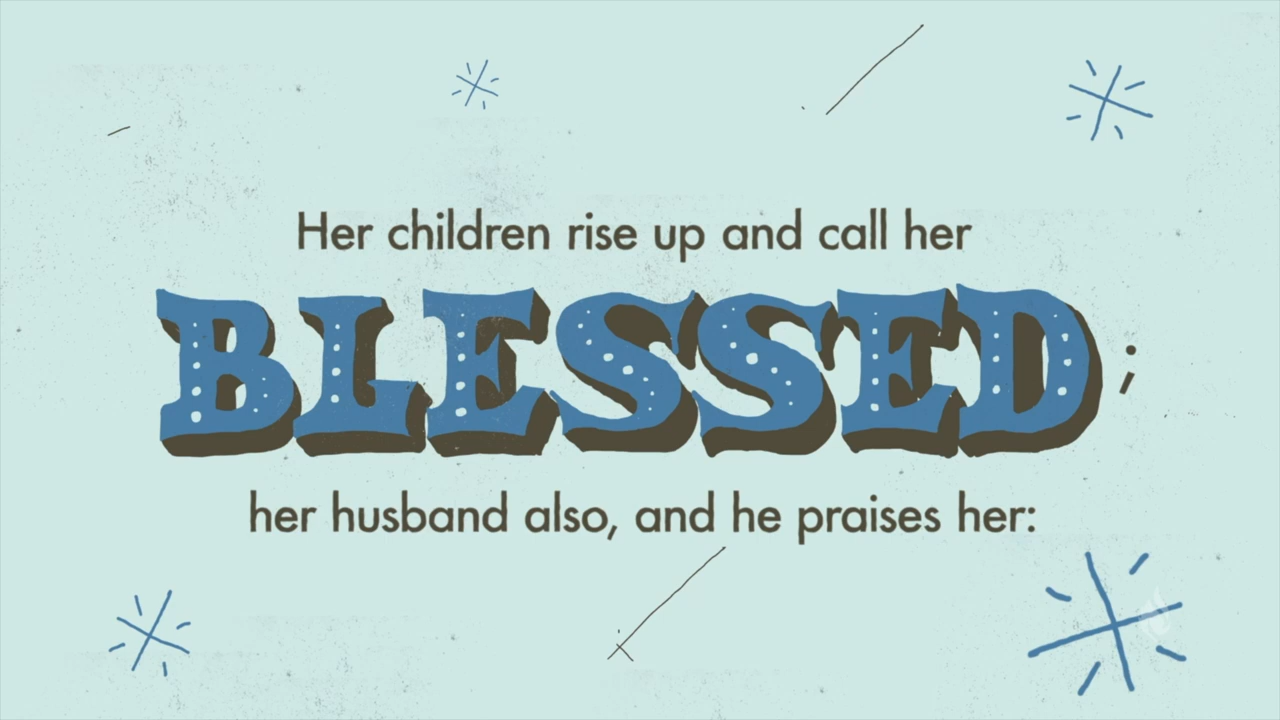 Her children rise up and call her
BLESSED;
her husband also, and he praises her: